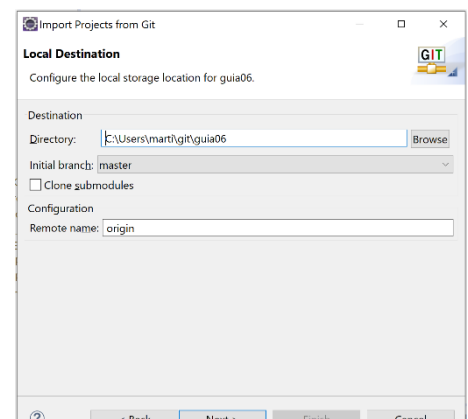 Import Projects from Git
Local Destination
Configure the local storage location for guia06.
GIT
Destination
Directory: C:\Users\marti\git\guia06 Browse
Initial branch: master
Clone submodules
Configuration
Remote name: origin
< Back Next > Finish Cancel